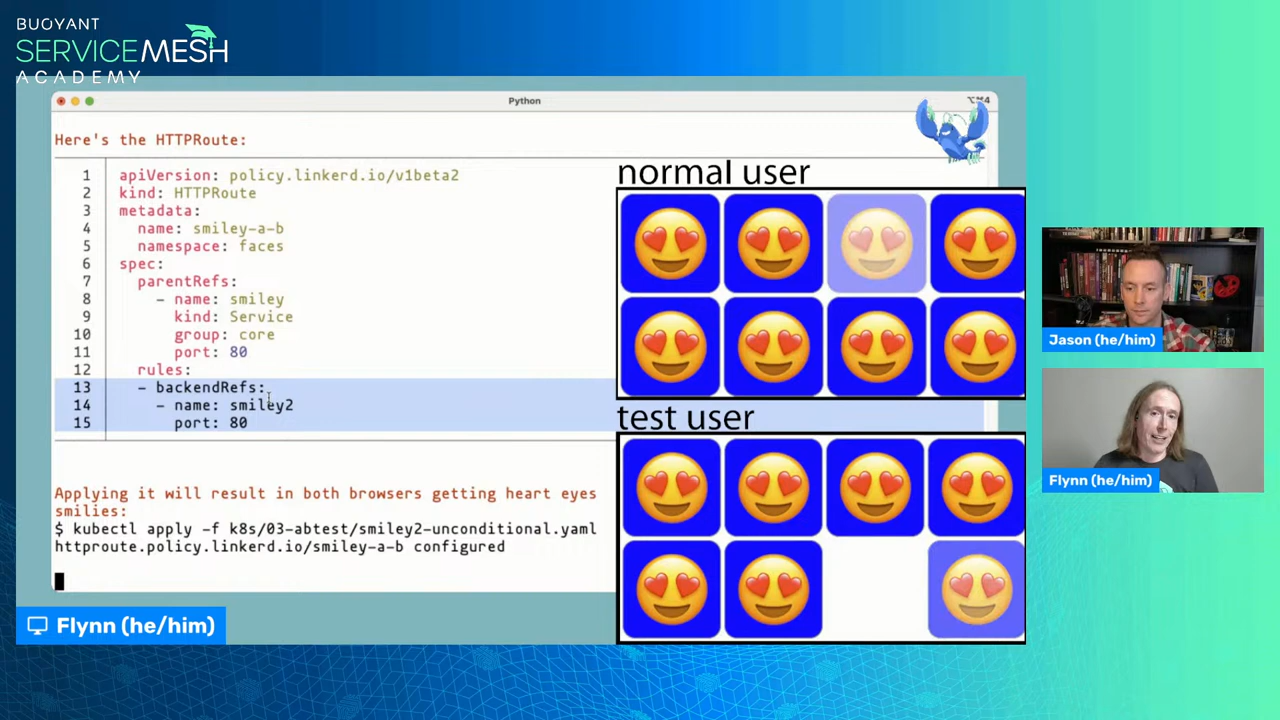 BUOYANT
SERVICEMESH
ACADEMY
Python
⌥⌘4
Here's the HTTPRoute:
1 apiVersion: policy.linkerd.io/v1beta2
2 kind: HTTPRoute
3 metadata:
4 name: smiley-a-b
5 namespace: faces
6 spec:
7 parentRefs:
8 - name: smiley
9 kind: Service
10 group: core
11 port: 80
12 rules:
13 - backendRefs:
14 - name: smiley2
15 port: 80
Applying it will result in both browsers getting heart eyes
smilies:
$ kubectl apply -f k8s/03-abtest/smiley2-unconditional.yaml
httproute.policy.linkerd.io/smiley-a-b configured
normal user
test user
Jason (he/him)
Flynn (he/him)
Flynn (he/him)